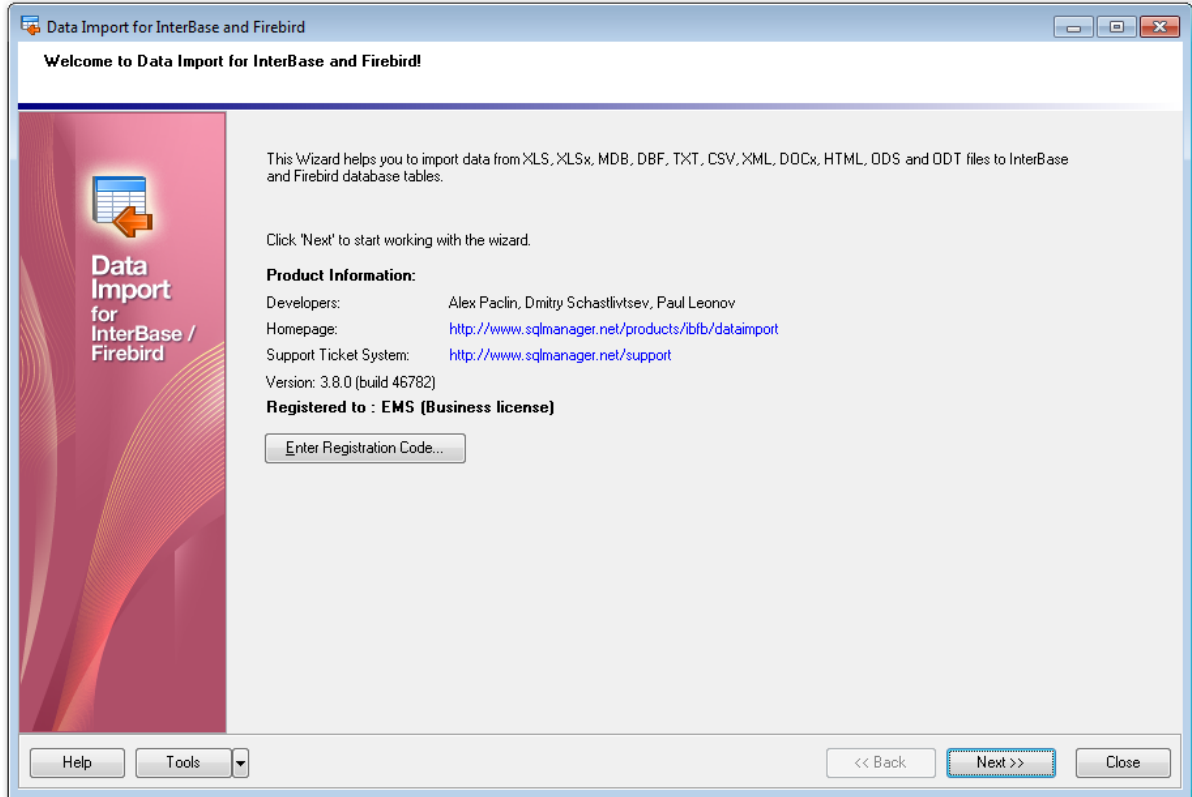 Data Import for InterBase and Firebird
Welcome to Data Import for InterBase and Firebird!
Data
Import
for
InterBase /
Firebird
This Wizard helps you to import data from XLS, XLSx, MDB, DBF, TXT, CSV, XML, DOCx, HTML, ODS and ODT files to InterBase
and Firebird database tables.
Click 'Next' to start working with the wizard.
Product Information:
Developers: Alex Paclin, Dmitry Schastlivtsev, Paul Leonov
Homepage: http://www.sqlmanager.net/products/ibfb/dataimport
Support Ticket System: http://www.sqlmanager.net/support
Version: 3.8.0 (build 46782)
Registered to : EMS (Business license)
Enter Registration Code...
Help Tools << Back Next >> Close